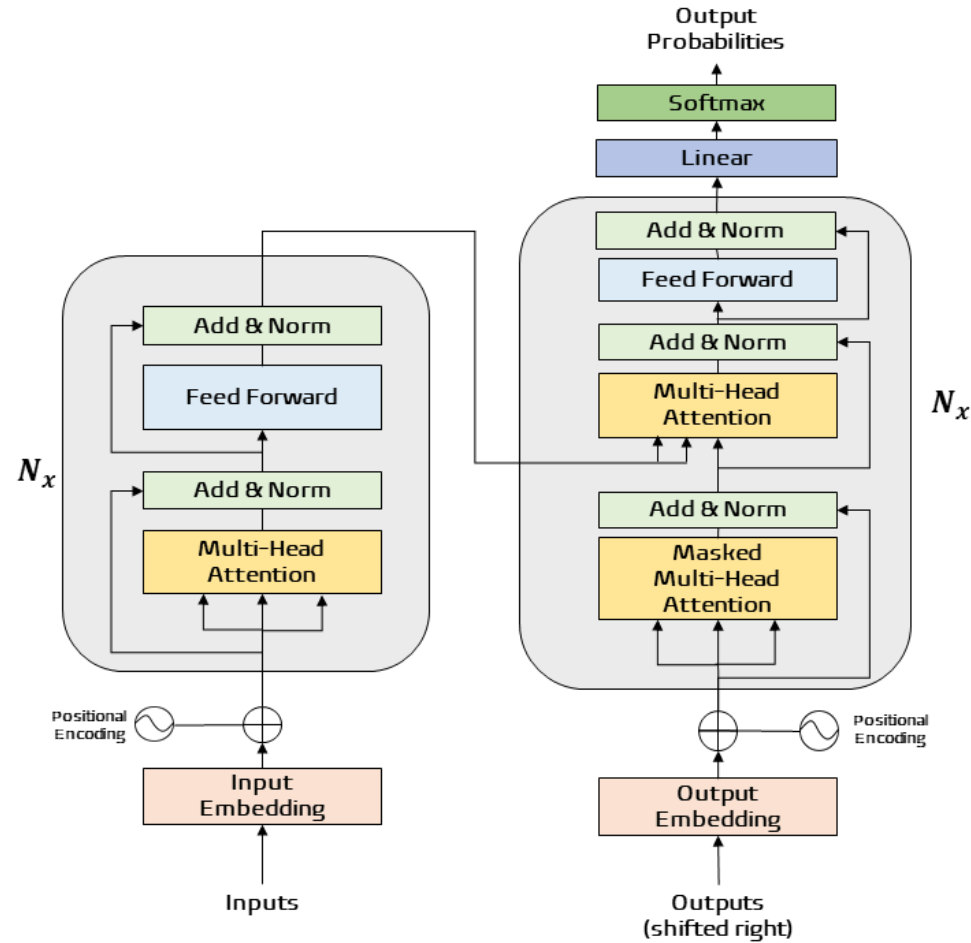 Output
Probabilities
Softmax
Linear
Add & Norm
Feed Forward
Add & Norm
Multi-Head
Attention
Add & Norm
Masked
Multi-Head
Attention
N_x
Positional
Encoding
Output
Embedding
Outputs
(shifted right)
Add & Norm
Feed Forward
N_x
Add & Norm
Multi-Head
Attention
Positional
Encoding
Input
Embedding
Inputs